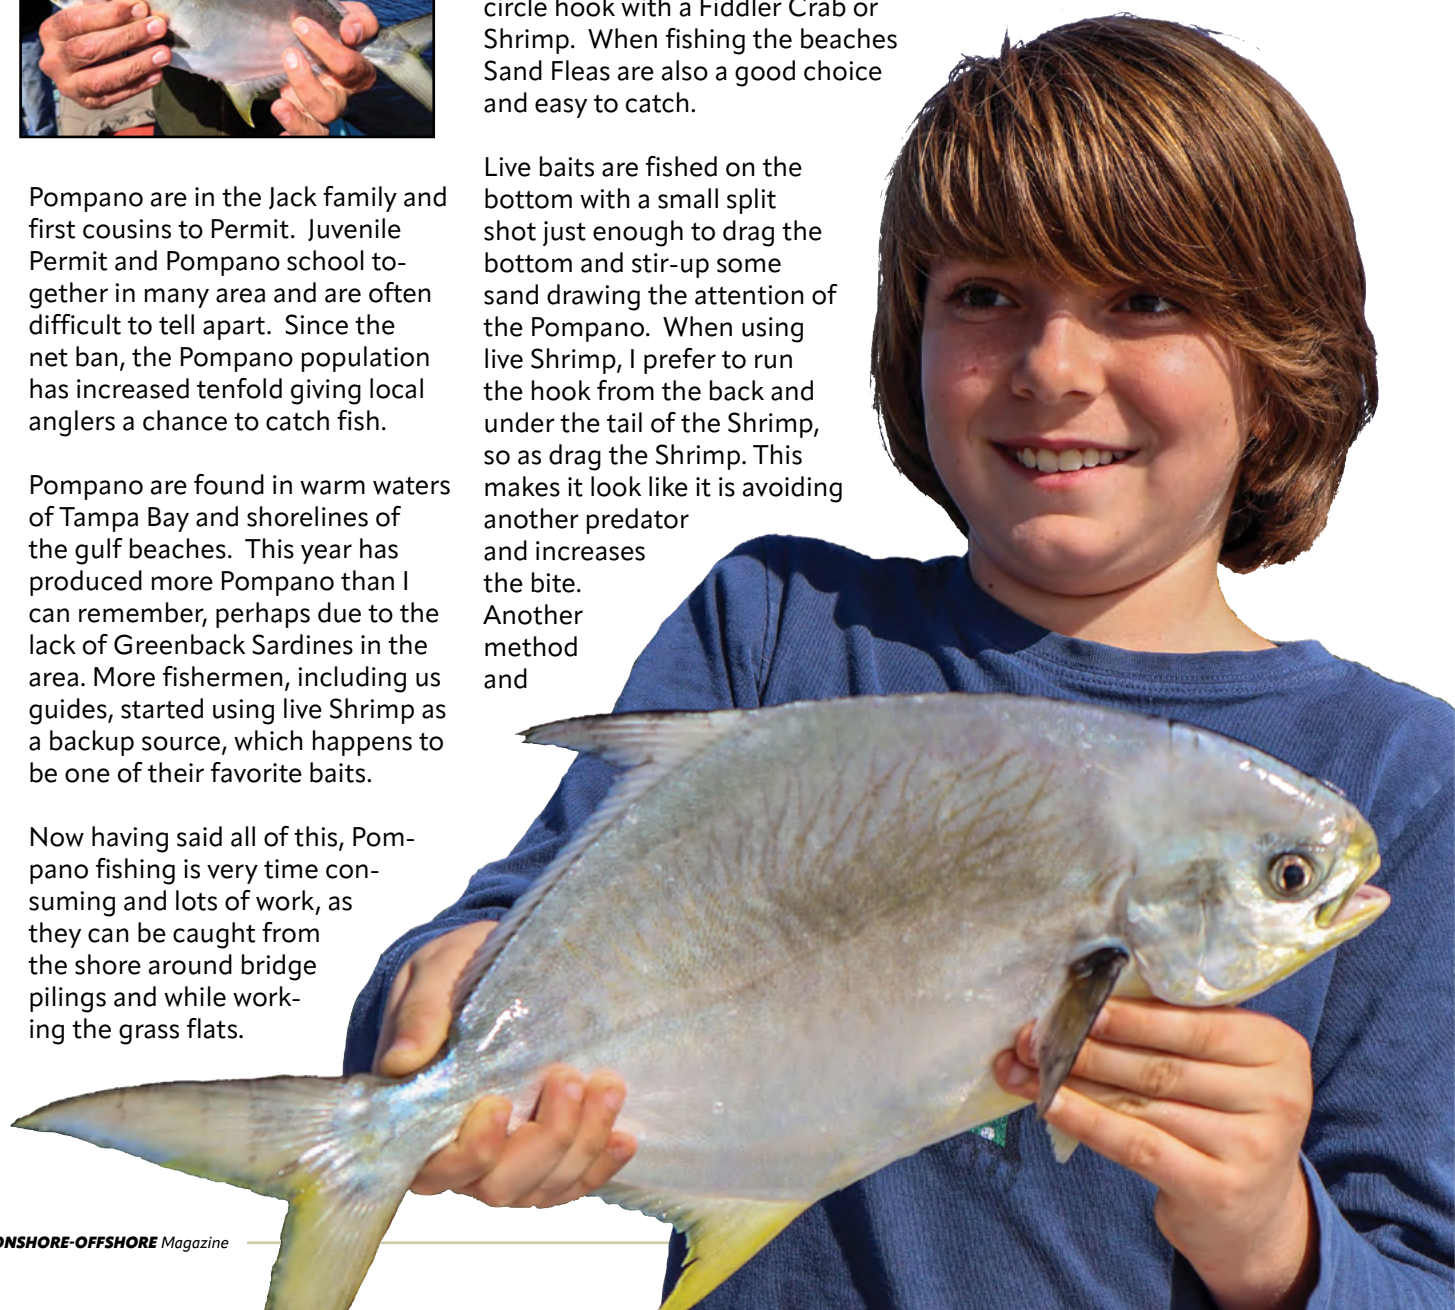 Pompano are in the Jack family and
first cousins to Permit.  Juvenile
Permit and Pompano school to-
gether in many area and are often
difficult to tell apart.  Since the
net ban, the Pompano population
has increased tenfold giving local
anglers a chance to catch fish.
Pompano are found in warm waters
of Tampa Bay and shorelines of
the gulf beaches.  This year has
produced more Pompano than I
can remember, perhaps due to the
lack of Greenback Sardines in the
area. More fishermen, including us
guides, started using live Shrimp as
a backup source, which happens to
be one of their favorite baits.
Now having said all of this, Pom-
pano fishing is very time con-
suming and lots of work, as
they can be caught from
the shore around bridge
pilings and while work-
ing the grass flats.
circle hook with a Fiddler Crab or
Shrimp.  When fishing the beaches
Sand Fleas are also a good choice
and easy to catch.
Live baits are fished on the
bottom with a small split
shot just enough to drag the
bottom and stir-up some
sand drawing the attention of
the Pompano.  When using
live Shrimp, I prefer to run
the hook from the back and
under the tail of the Shrimp,
so as drag the Shrimp. This
makes it look like it is avoiding
another predator
and increases
the bite.
Another
method
and
ONSHORE-OFFSHORE Magazine